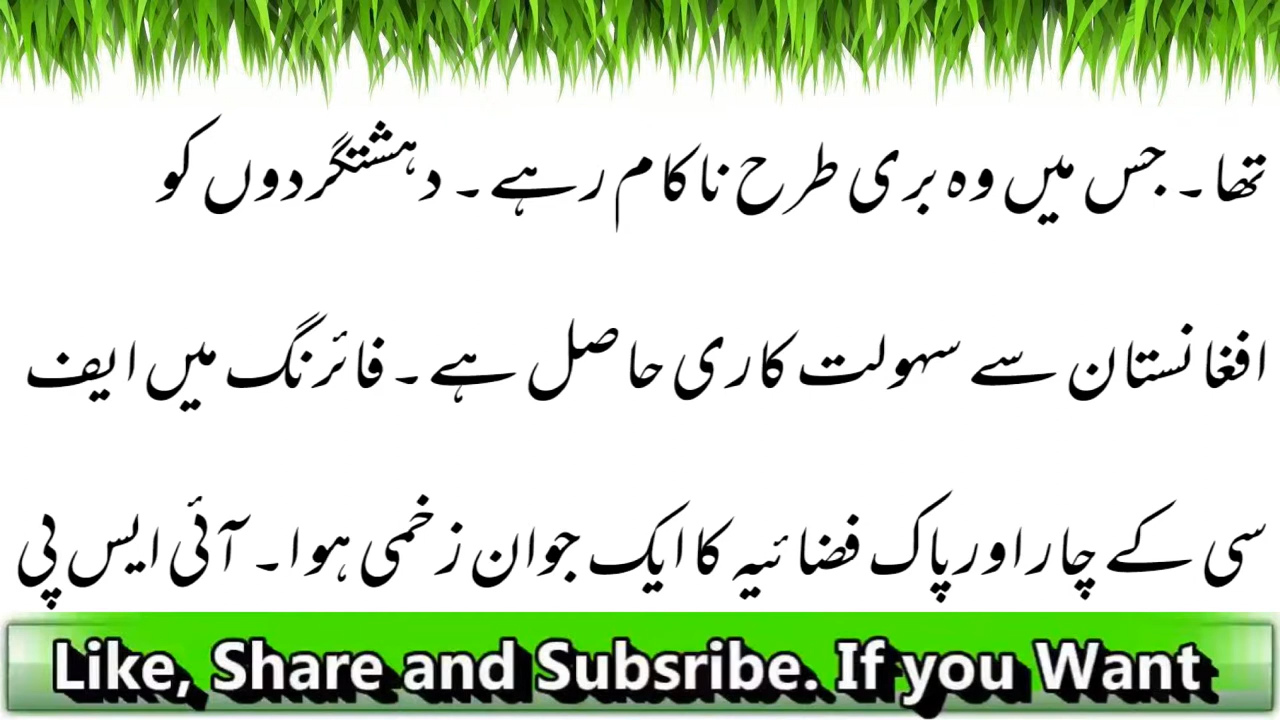 تھا۔ جس میں وہ بری طرح ناکام رہے۔ دہشتگردوں کو
افغانستان سے سہولت کاری حاصل ہے۔ فائرنگ میں ایف
سی کے چار اور پاک فضائیہ کا ایک جوان زخمی ہوا۔ آئی ایس پی
Like, Share and Subsribe. If you Want